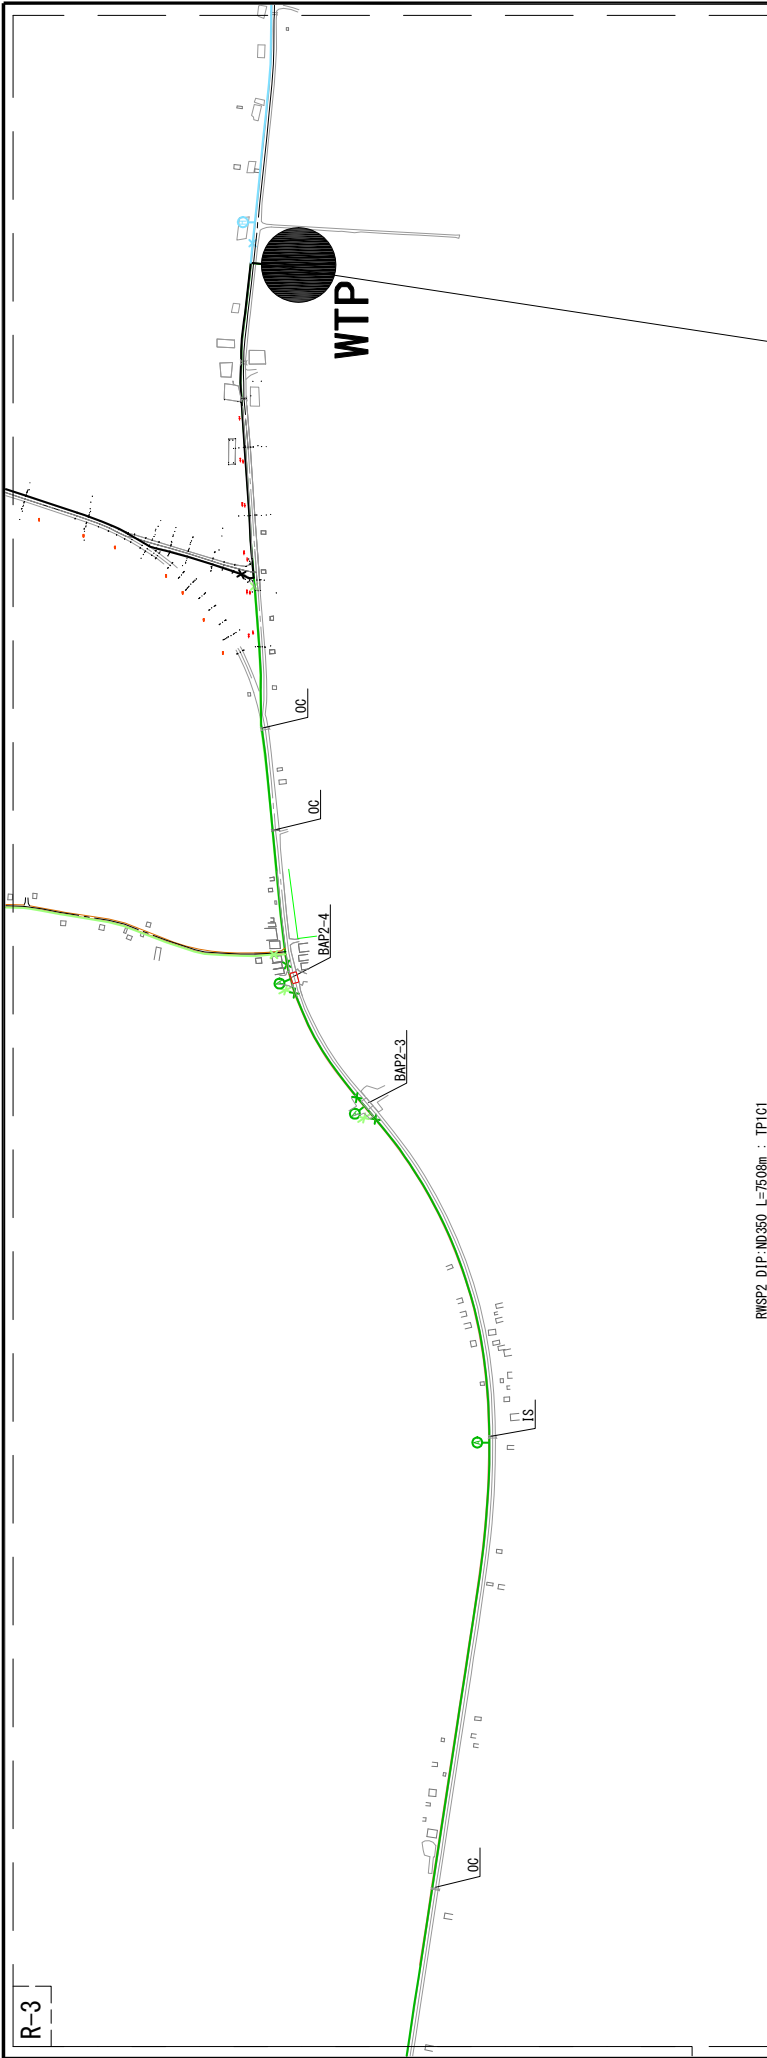 WTP
OC
OC
BAP2-4
BAP2-3
RWSP2 DIP:ND350 L=7508m : TP1C1
IS
OC
R-3